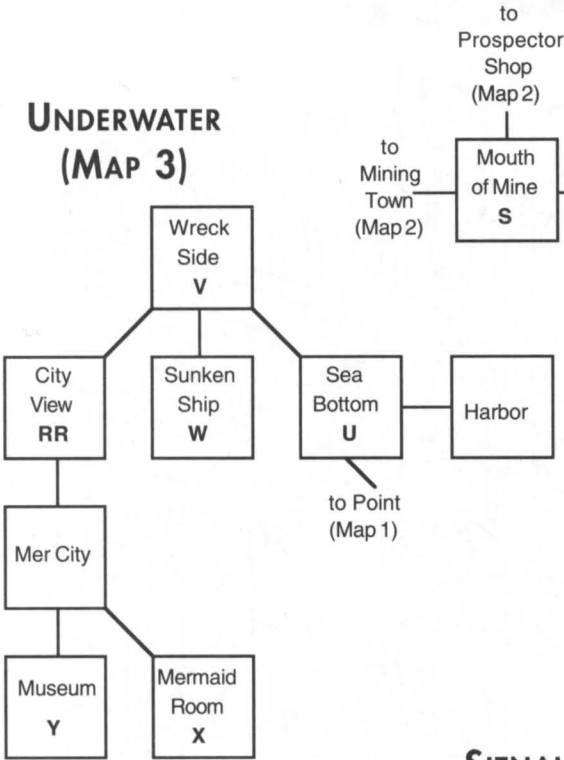 UNDERWATER
(MAP 3)
to
Prospector
Shop
(Map 2)
to
Mining
Town
(Map 2)
Mouth
of Mine
S
Wreck
Side
V
City
View
RR
Sunken
Ship
W
Sea
Bottom
U
Harbor
to Point
(Map 1)
Mer City
Museum
Y
Mermaid
Room
X